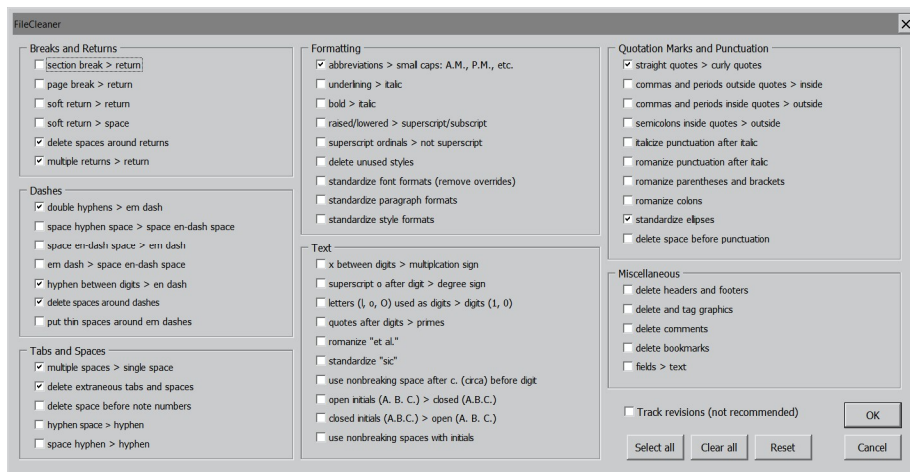 FileCleaner
Breaks and Returns
section break > return
page break > return
soft return > return
soft return > space
delete spaces around returns
multiple returns > return
Dashes
double hyphens > em dash
space hyphen space > space en-dash space
space en-dash space > em dash
em dash > space en-dash space
hyphen between digits > en dash
delete spaces around dashes
put thin spaces around em dashes
Tabs and Spaces
multiple spaces > single space
delete extraneous tabs and spaces
delete space before note numbers
hyphen space > hyphen
space hyphen > hyphen
Formatting
abbreviations > small caps: A.M., P.M., etc.
underlining > italic
bold > italic
raised/lowered > superscript/subscript
superscript ordinals > not superscript
delete unused styles
standardize font formats (remove overrides)
standardize paragraph formats
standardize style formats
Text
x between digits > multiplcation sign
superscript o after digit > degree sign
letters (l, o, O) used as digits > digits (1, 0)
quotes after digits > primes
romanize "et al."
standardize "sic"
use nonbreaking space after c. (circa) before digit
open initials (A. B. C.) > closed (A.B.C.)
closed initials (A.B.C.) > open (A. B. C.)
use nonbreaking spaces with initials
Quotation Marks and Punctuation
straight quotes > curly quotes
commas and periods outside quotes > inside
commas and periods inside quotes > outside
semicolons inside quotes > outside
italicize punctuation after italic
romanize punctuation after italic
romanize parentheses and brackets
romanize colons
standardize elipses
delete space before punctuation
Miscellaneous
delete headers and footers
delete and tag graphics
delete comments
delete bookmarks
fields > text
Track revisions (not recommended)
OK
Select all
Clear all
Reset
Cancel